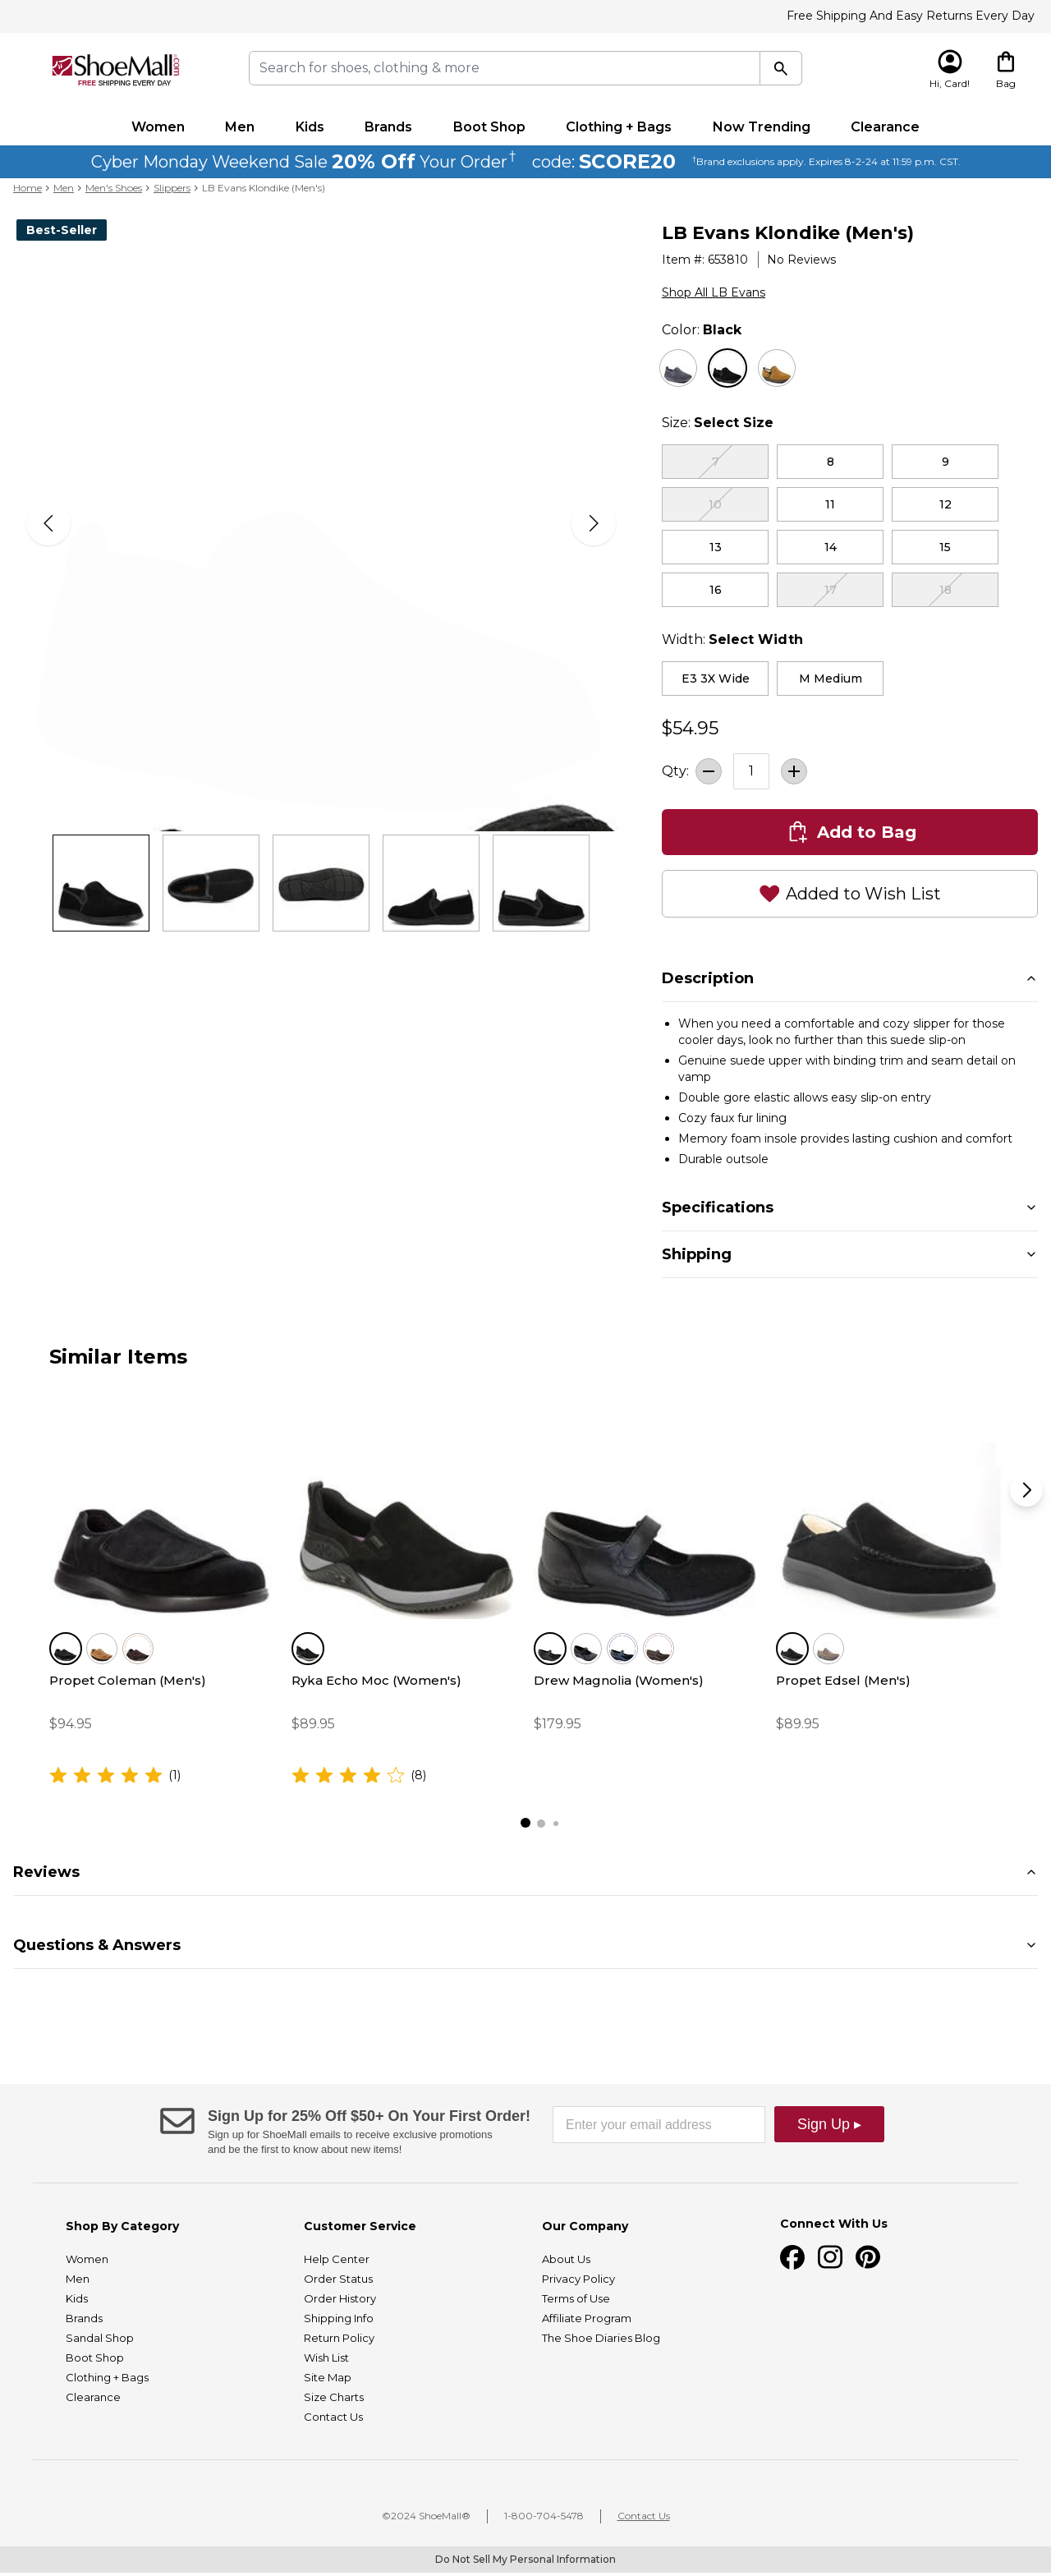 Free Shipping And Easy Returns Every Day
ShoeMall.com
FREE SHIPPING EVERY DAY
Search for shoes, clothing & more
Hi, Card!
Bag
Women Men Kids Brands Boot Shop Clothing + Bags Now Trending Clearance
Cyber Monday Weekend Sale 20% Off Your Order† code: SCORE20 †Brand exclusions apply. Expires 8-2-24 at 11:59 p.m. CST.
Home > Men > Men's Shoes > Slippers > LB Evans Klondike (Men's)
Best-Seller
LB Evans Klondike (Men's)
Item #: 653810 | No Reviews
Shop All LB Evans
Color: Black
Size: Select Size
7 8 9
10 11 12
13 14 15
16 17 18
Width: Select Width
E3 3X Wide M Medium
$54.95
Qty: 1
Add to Bag
Added to Wish List
Description
• When you need a comfortable and cozy slipper for those
cooler days, look no further than this suede slip-on
• Genuine suede upper with binding trim and seam detail on
vamp
• Double gore elastic allows easy slip-on entry
• Cozy faux fur lining
• Memory foam insole provides lasting cushion and comfort
• Durable outsole
Specifications
Shipping
Similar Items
Propet Coleman (Men's)
$94.95
(1)
Ryka Echo Moc (Women's)
$89.95
(8)
Drew Magnolia (Women's)
$179.95
Propet Edsel (Men's)
$89.95
Reviews
Questions & Answers
Sign Up for 25% Off $50+ On Your First Order!
Sign up for ShoeMall emails to receive exclusive promotions
and be the first to know about new items!
Enter your email address
Sign Up ▸
Shop By Category
Women
Men
Kids
Brands
Sandal Shop
Boot Shop
Clothing + Bags
Clearance
Customer Service
Help Center
Order Status
Order History
Shipping Info
Return Policy
Wish List
Site Map
Size Charts
Contact Us
Our Company
About Us
Privacy Policy
Terms of Use
Affiliate Program
The Shoe Diaries Blog
Connect With Us
©2024 ShoeMall® | 1-800-704-5478 | Contact Us
Do Not Sell My Personal Information